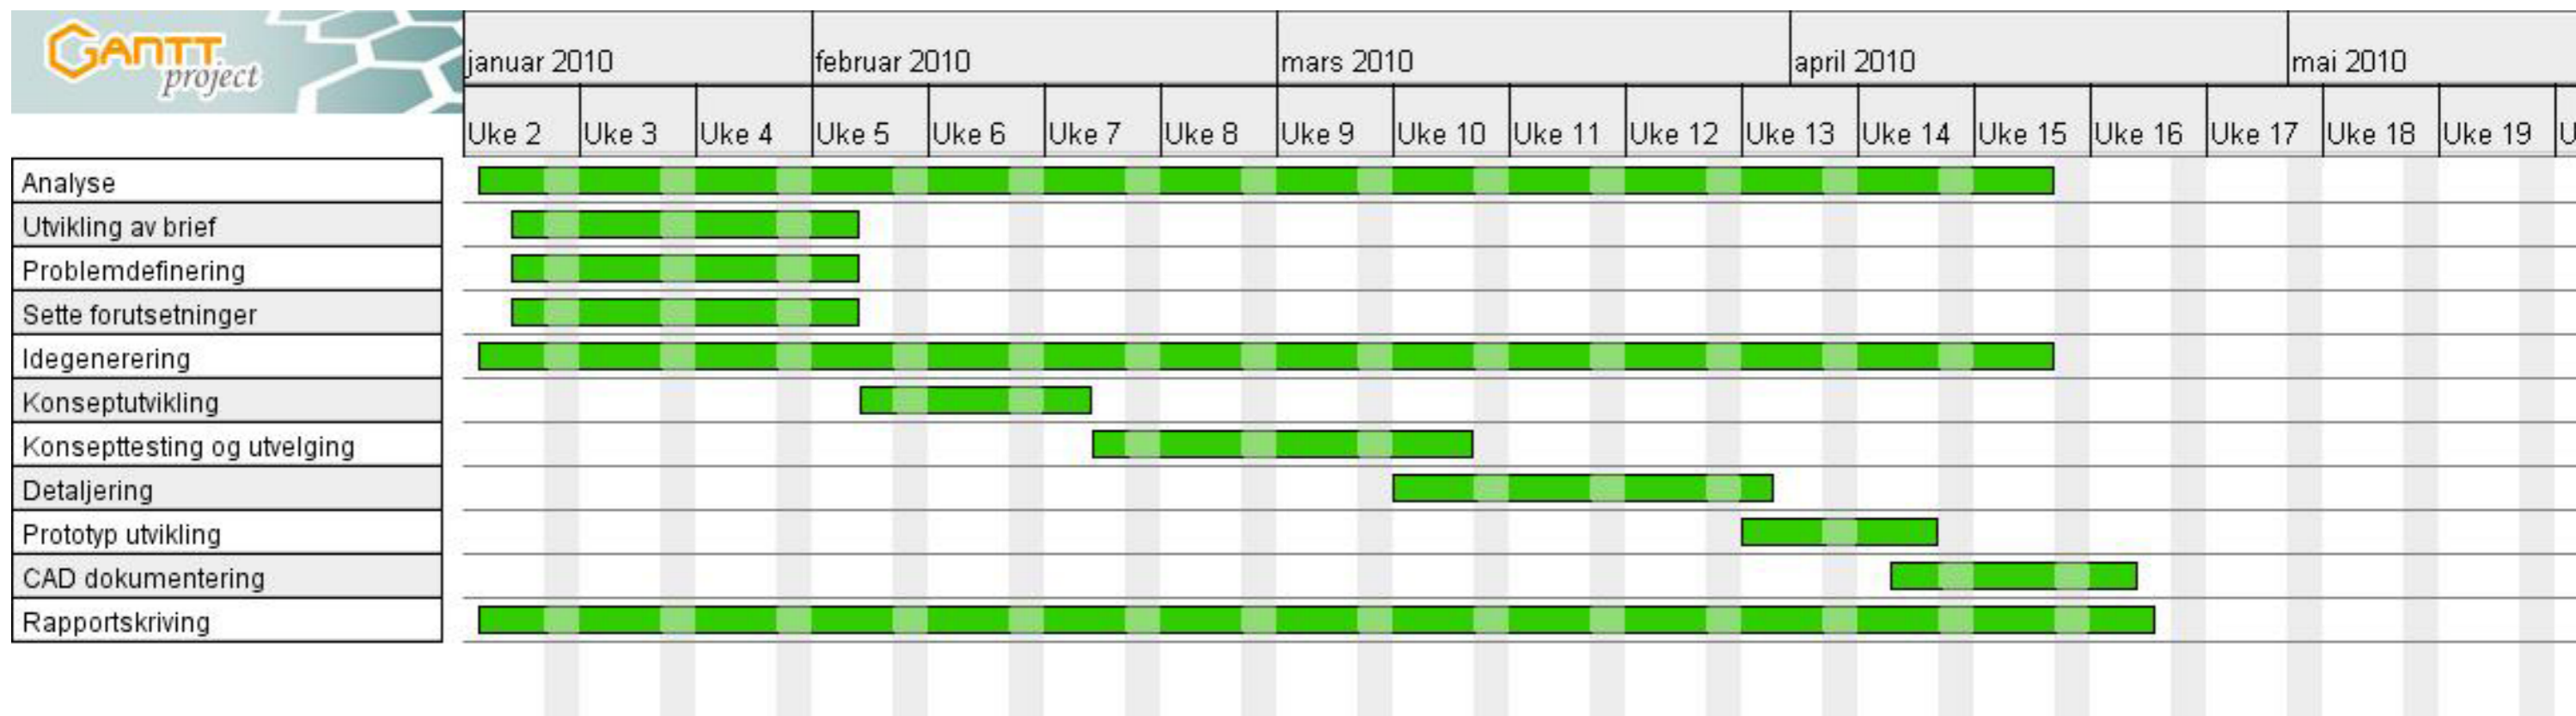 GANTT
project
januar 2010 februar 2010 mars 2010 april 2010 mai 2010
Uke 2 Uke 3 Uke 4 Uke 5 Uke 6 Uke 7 Uke 8 Uke 9 Uke 10 Uke 11 Uke 12 Uke 13 Uke 14 Uke 15 Uke 16 Uke 17 Uke 18 Uke 19 U
Analyse
Utvikling av brief
Problemdefinering
Sette forutsetninger
Idegenerering
Konseptutvikling
Konsepttesting og utvelging
Detaljering
Prototyp utvikling
CAD dokumentering
Rapportskriving